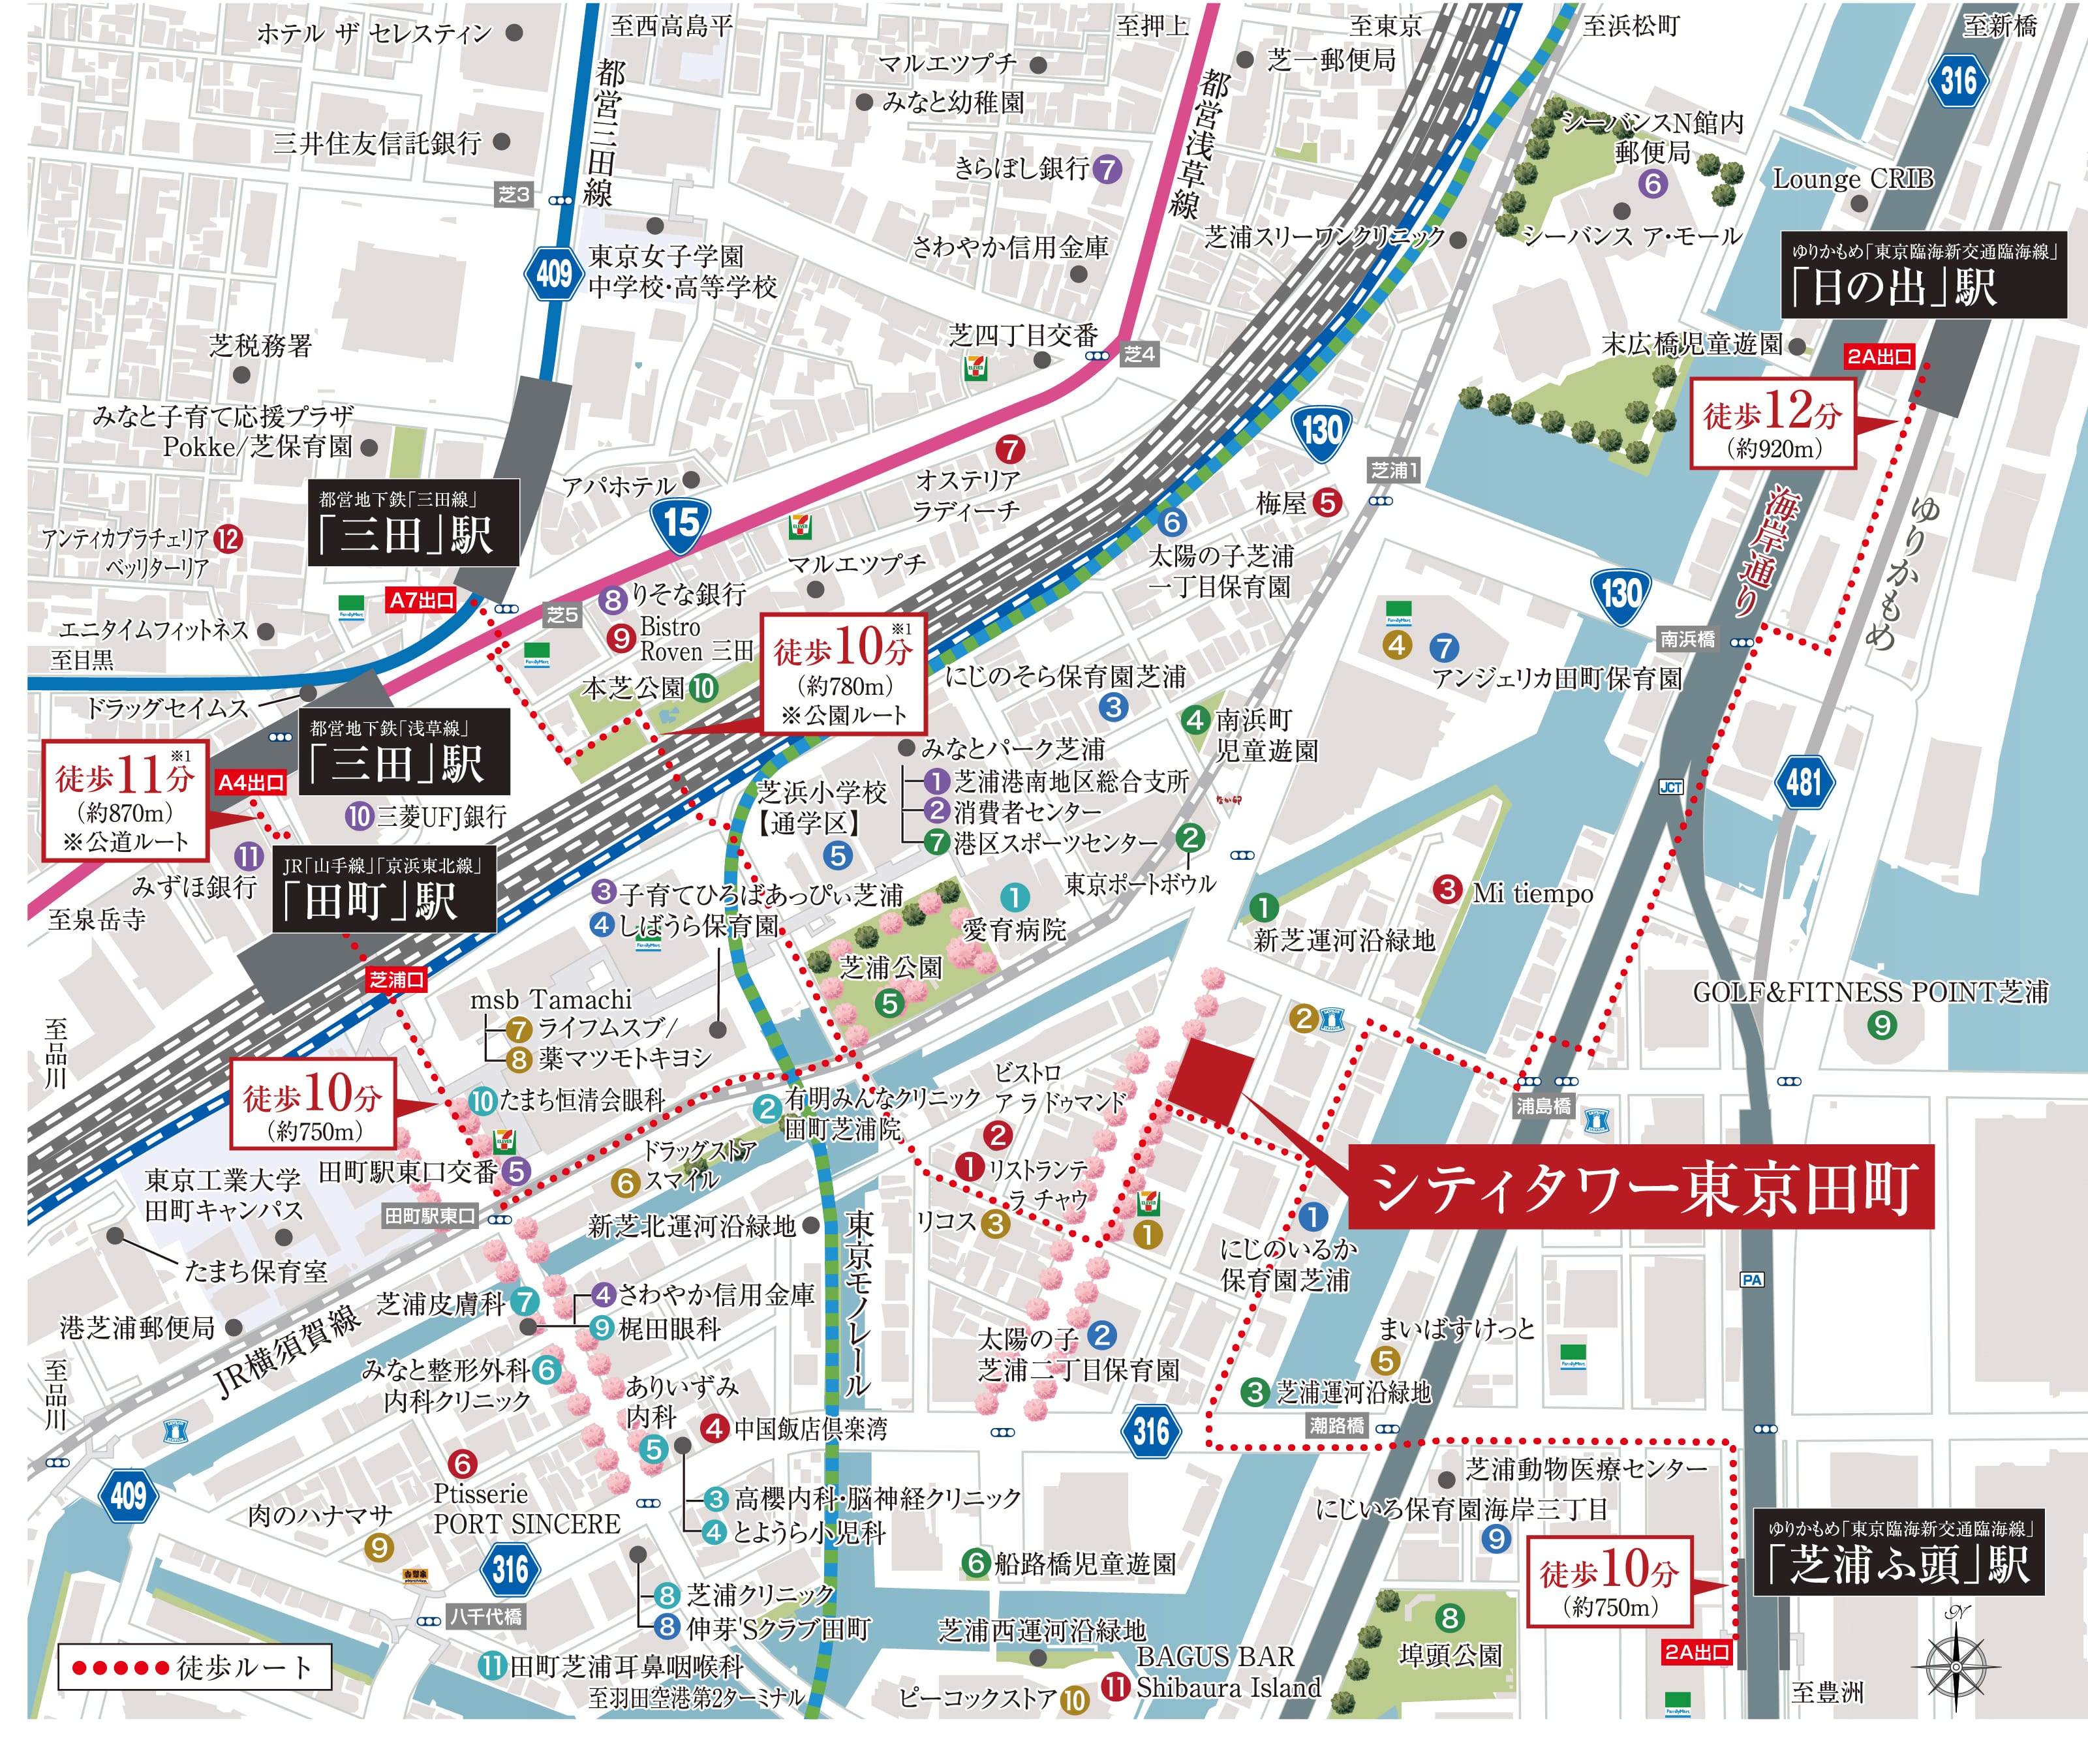 ホテル ザ セレスティン
至西高島平
至押上
至東京
至浜松町
至新橋
316
都営三田線
マルエツプチ
みなと幼稚園
都営浅草線
芝一郵便局
三井住友信託銀行
芝3
きらぼし銀行 7
シーバンスN館内
郵便局
6
Lounge CRIB
シーバンス ア・モール
409
東京女子学園
中学校・高等学校
さわやか信用金庫
芝浦スリーワンクリニック
ゆりかもめ「東京臨海新交通臨海線」
「日の出」駅
芝税務署
芝四丁目交番
芝4
末広橋児童遊園
2A出口
徒歩12分
(約920m)
みなと子育て応援プラザ
Pokke/芝保育園
130
アパホテル
7
オステリア
ラディーチ
芝浦1
梅屋 5
海岸通り
ゆりかもめ
都営地下鉄「三田線」
「三田」駅
アンティカブラチェリア 12
ベッリターリア
15
6
太陽の子芝浦
一丁目保育園
マルエツプチ
A7出口
芝5
8 りそな銀行
9 Bistro
Roven 三田
エニタイムフィットネス
至目黒
徒歩10分 ※1
(約780m)
※公園ルート
130
南浜橋
4
7
アンジェリカ田町保育園
本芝公園 10
にじのそら保育園芝浦
3
ドラッグセイムス
都営地下鉄「浅草線」
「三田」駅
4 南浜町
児童遊園
みなとパーク芝浦
1 芝浦港南地区総合支所
2 消費者センター
7 港区スポーツセンター
徒歩11分 ※1
(約870m)
※公道ルート
A4出口
10 三菱UFJ銀行
芝浜小学校
【通学区】
5
JCT
481
11
みずほ銀行
至泉岳寺
JR「山手線」「京浜東北線」
「田町」駅
2
東京ポートボウル
3 子育てひろばあっぴぃ芝浦
4 しばうら保育園
1
愛育病院
1
新芝運河沿緑地
3 Mi tiempo
芝浦口
芝浦公園
5
GOLF&FITNESS POINT芝浦
9
至品川
msb Tamachi
7 ライフムスブ/
8 薬マツモトキヨシ
2
徒歩10分
(約750m)
10 たまち恒清会眼科
2 有明みんなクリニック
田町芝浦院
ビストロ
ア ラ ドゥマンド
2
1 リストランテ
ラ チャウ
浦島橋
シティタワー東京田町
田町駅東口交番 5
ドラッグストア
6 スマイル
東京工業大学
田町キャンパス
田町駅東口
リコス 3
1
1
にじのいるか
保育園芝浦
新芝北運河沿緑地
東京モノレール
たまち保育室
PA
芝浦皮膚科 7
4 さわやか信用金庫
9 梶田眼科
港芝浦郵便局
JR横須賀線
至品川
太陽の子 2
芝浦二丁目保育園
まいばすけっと
5
みなと整形外科 6
内科クリニック
ありいずみ
内科
5
4 中国飯店倶楽湾
3 芝浦運河沿緑地
潮路橋
316
6
Ptisserie
PORT SINCERE
409
肉のハナマサ
9
3 高櫻内科・脳神経クリニック
4 とようら小児科
芝浦動物医療センター
にじいろ保育園海岸三丁目
9
ゆりかもめ「東京臨海新交通臨海線」
「芝浦ふ頭」駅
316
徒歩10分
(約750m)
6 船路橋児童遊園
八千代橋
8 芝浦クリニック
8 伸芽'Sクラブ田町
8
埠頭公園
芝浦西運河沿緑地
2A出口
徒歩ルート
11 田町芝浦耳鼻咽喉科
至羽田空港第2ターミナル
ピーコックストア 10
11 BAGUS BAR
Shibaura Island
至豊洲
N